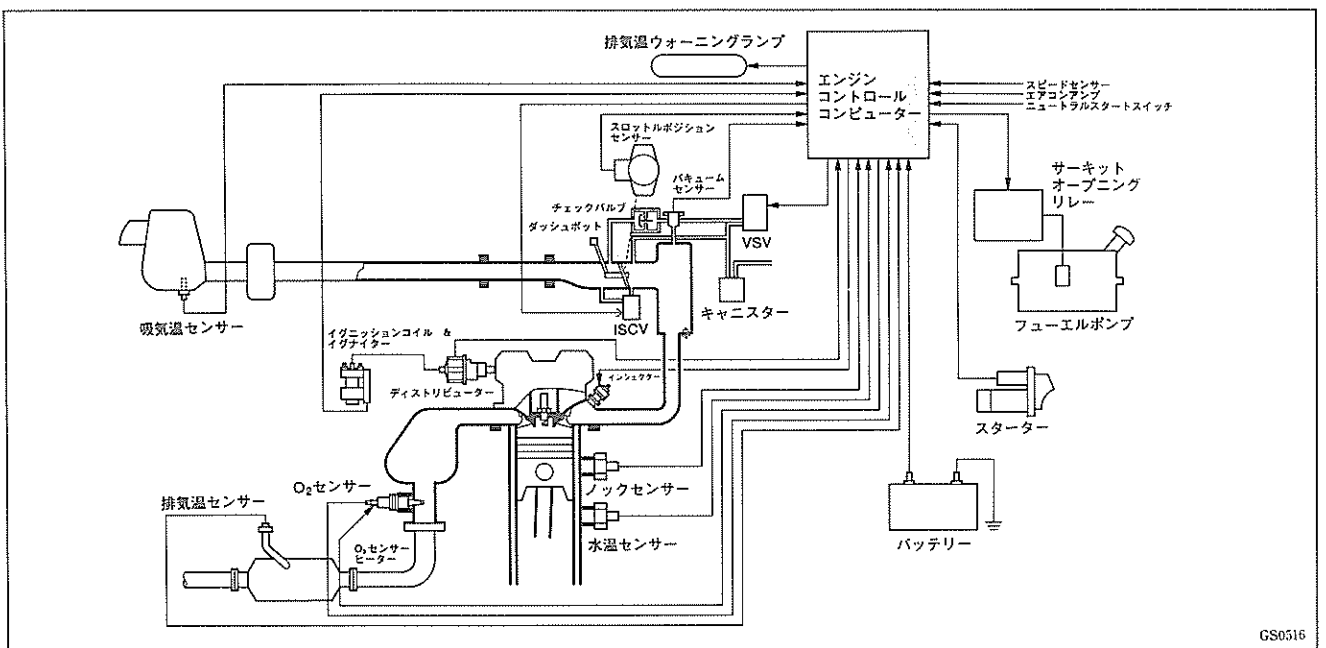 排気温ウォーニングランプ
エンジン
コントロール
コンピューター
スピードセンサー
エアコンアンプ
ニュートラルスタートスイッチ
スロットルポジション
センサー
バキューム
センサー
チェックバルブ
ダッシュポット
VSV
サーキット
オープニング
リレー
吸気温センサー
ISCV
キャニスター
フューエルポンプ
イグニッションコイル &
イグナイター
ディストリビューター
インジェクター
スターター
O₂センサー
ノックセンサー
排気温センサー
O₂センサー
ヒーター
水温センサー
バッテリー
GS0516